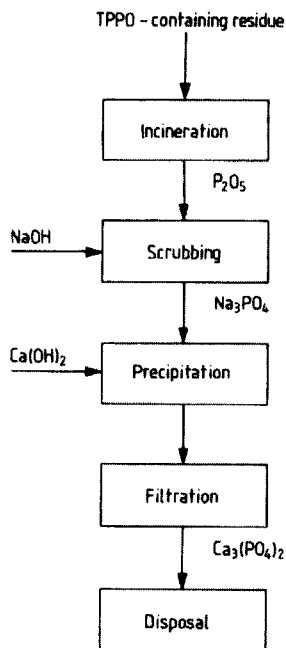 TPPO - containing residue
Incineration
P₂O₅
NaOH
Scrubbing
Na₃PO₄
Ca(OH)₂
Precipitation
Filtration
Ca₃(PO₄)₂
Disposal